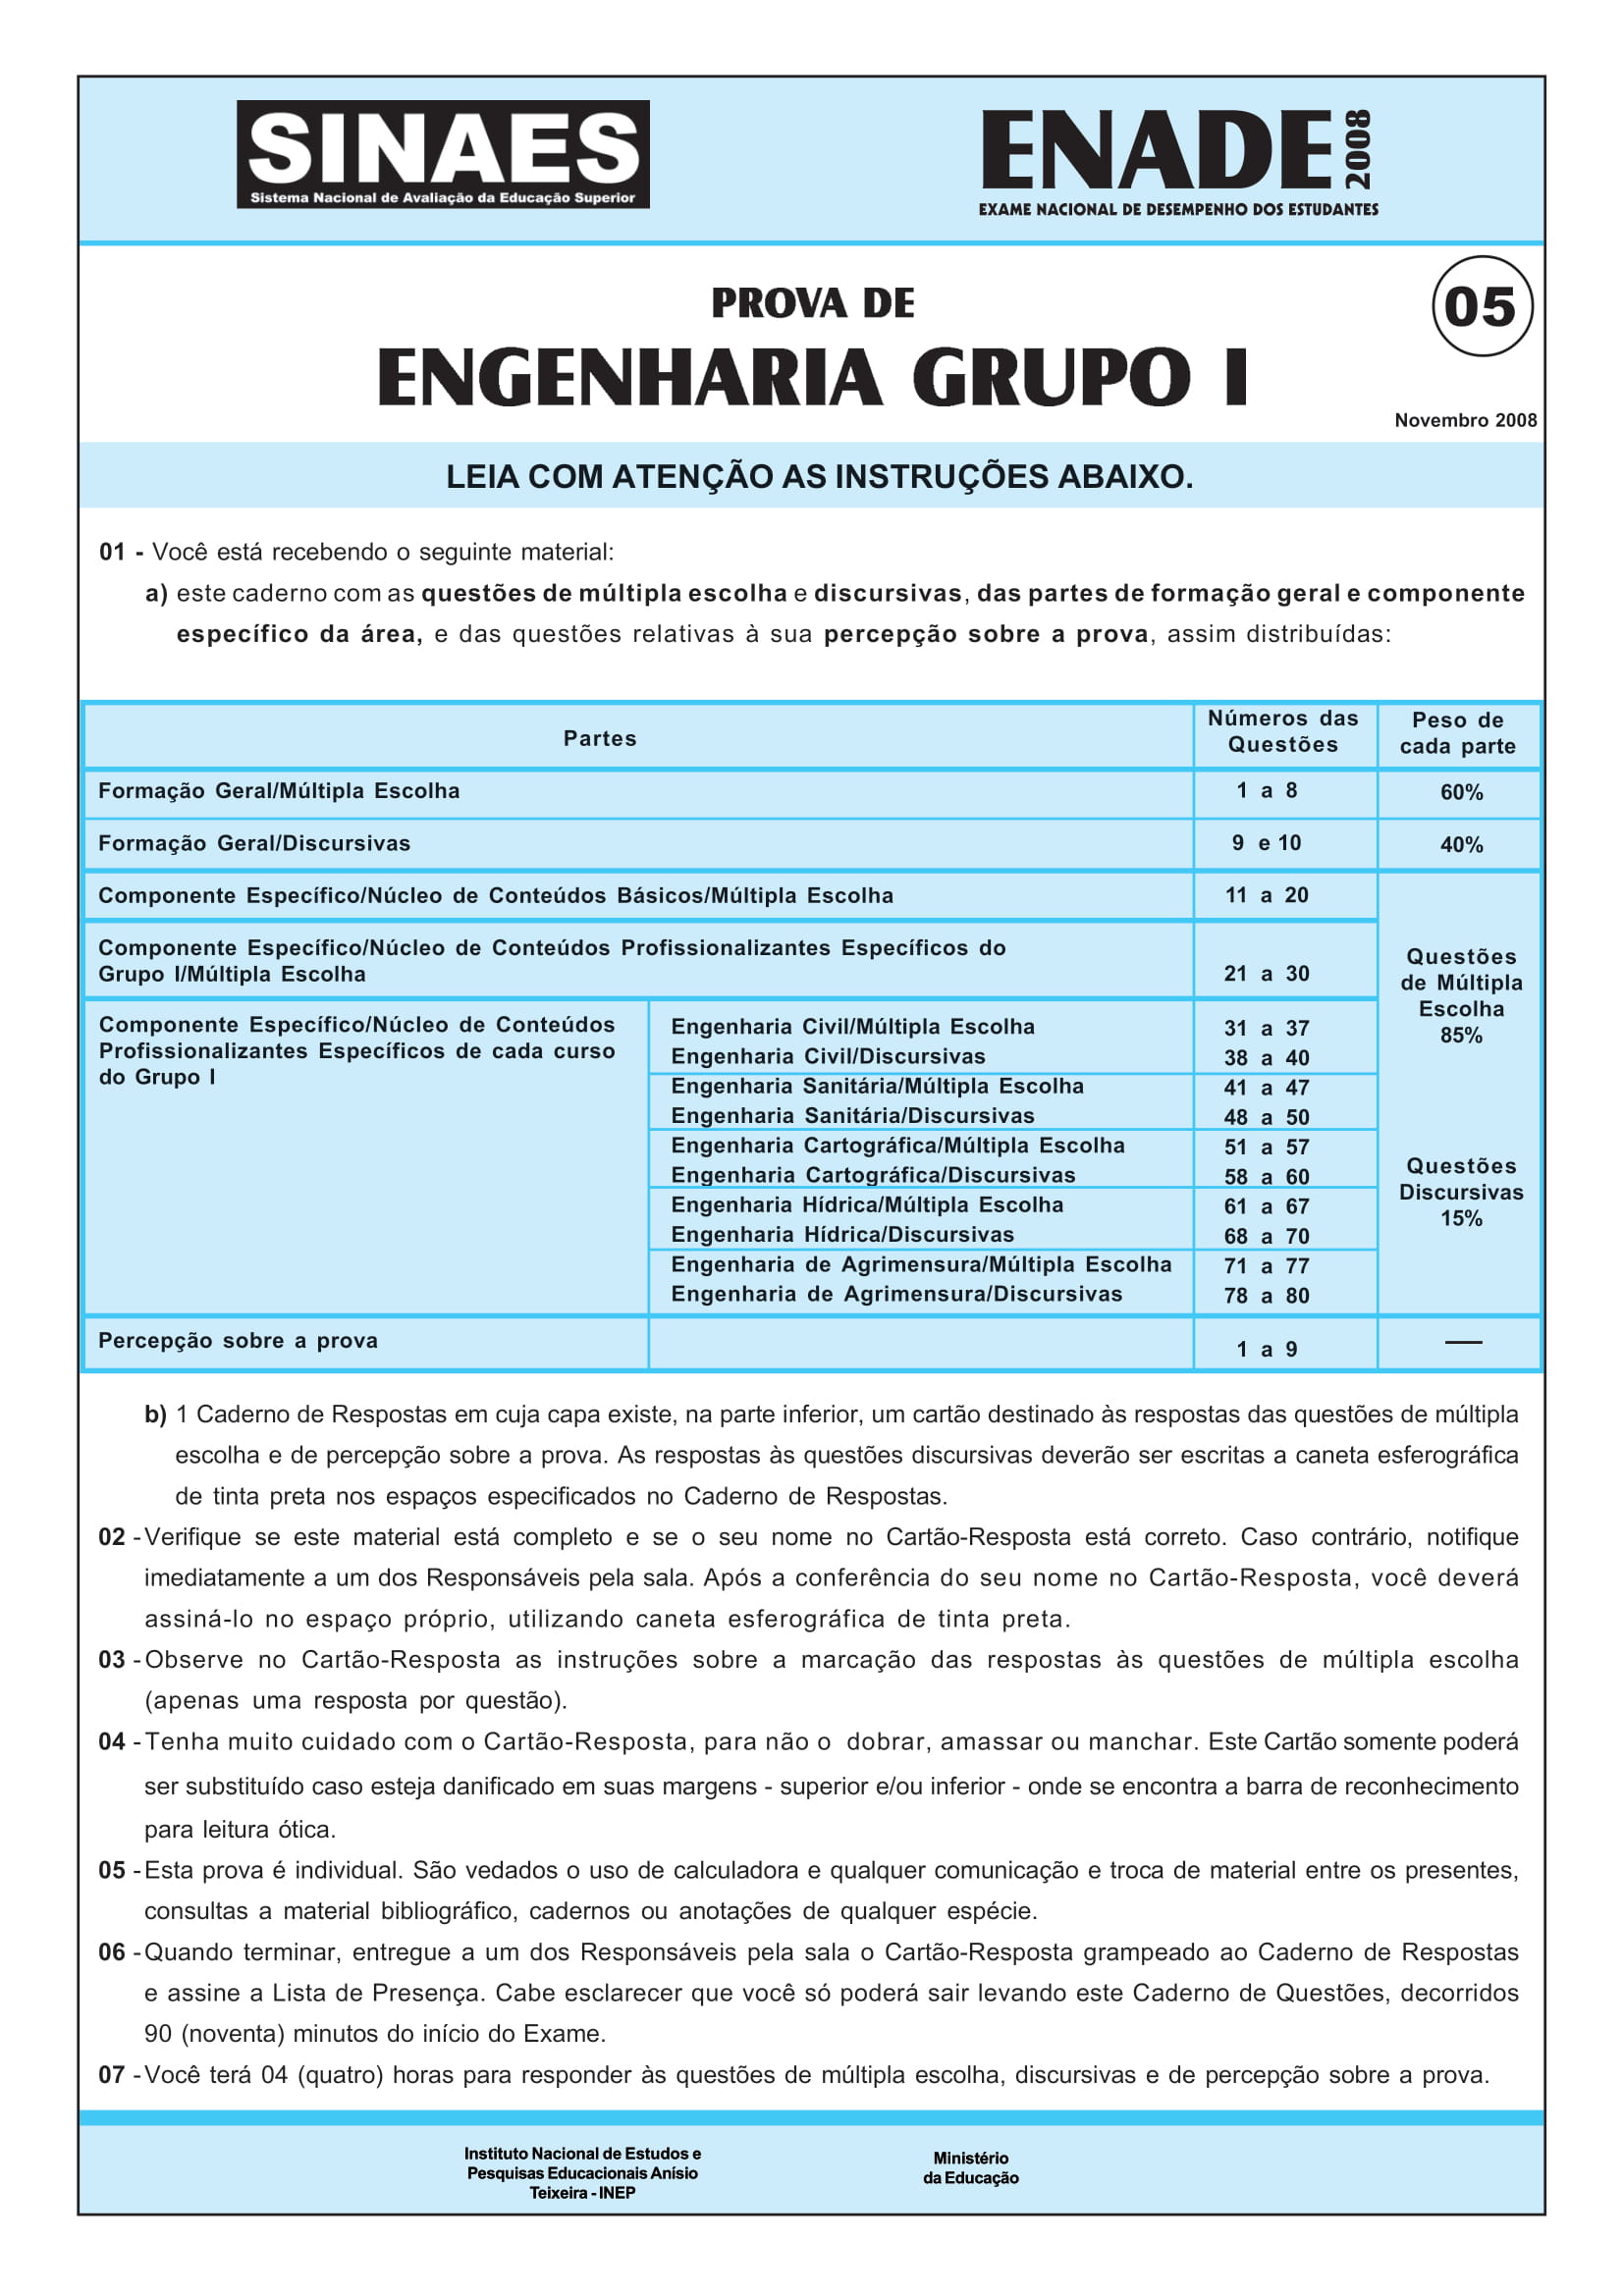 SINAES
Sistema Nacional de Avaliação da Educação Superior
ENADE 2008
EXAME NACIONAL DE DESEMPENHO DOS ESTUDANTES
05
PROVA DE
ENGENHARIA GRUPO I
Novembro 2008
LEIA COM ATENÇÃO AS INSTRUÇÕES ABAIXO.
01 - Você está recebendo o seguinte material:
a) este caderno com as questões de múltipla escolha e discursivas, das partes de formação geral e componente
específico da área, e das questões relativas à sua percepção sobre a prova, assim distribuídas:
Partes
Números das
Questões
Peso de
cada parte
Formação Geral/Múltipla Escolha
1 a 8
60%
Formação Geral/Discursivas
9 e 10
40%
Componente Específico/Núcleo de Conteúdos Básicos/Múltipla Escolha
11 a 20
Componente Específico/Núcleo de Conteúdos Profissionalizantes Específicos do
Grupo I/Múltipla Escolha
21 a 30
Questões
de Múltipla
Escolha
85%
Componente Específico/Núcleo de Conteúdos
Profissionalizantes Específicos de cada curso
do Grupo I
Engenharia Civil/Múltipla Escolha
31 a 37
Engenharia Civil/Discursivas
38 a 40
Engenharia Sanitária/Múltipla Escolha
41 a 47
Engenharia Sanitária/Discursivas
48 a 50
Engenharia Cartográfica/Múltipla Escolha
51 a 57
Engenharia Cartográfica/Discursivas
58 a 60
Engenharia Hídrica/Múltipla Escolha
61 a 67
Engenharia Hídrica/Discursivas
68 a 70
Engenharia de Agrimensura/Múltipla Escolha
71 a 77
Engenharia de Agrimensura/Discursivas
78 a 80
Questões
Discursivas
15%
Percepção sobre a prova
1 a 9
—
b) 1 Caderno de Respostas em cuja capa existe, na parte inferior, um cartão destinado às respostas das questões de múltipla
escolha e de percepção sobre a prova. As respostas às questões discursivas deverão ser escritas a caneta esferográfica
de tinta preta nos espaços especificados no Caderno de Respostas.
02 - Verifique se este material está completo e se o seu nome no Cartão-Resposta está correto. Caso contrário, notifique
imediatamente a um dos Responsáveis pela sala. Após a conferência do seu nome no Cartão-Resposta, você deverá
assiná-lo no espaço próprio, utilizando caneta esferográfica de tinta preta.
03 - Observe no Cartão-Resposta as instruções sobre a marcação das respostas às questões de múltipla escolha
(apenas uma resposta por questão).
04 - Tenha muito cuidado com o Cartão-Resposta, para não o dobrar, amassar ou manchar. Este Cartão somente poderá
ser substituído caso esteja danificado em suas margens - superior e/ou inferior - onde se encontra a barra de reconhecimento
para leitura ótica.
05 - Esta prova é individual. São vedados o uso de calculadora e qualquer comunicação e troca de material entre os presentes,
consultas a material bibliográfico, cadernos ou anotações de qualquer espécie.
06 - Quando terminar, entregue a um dos Responsáveis pela sala o Cartão-Resposta grampeado ao Caderno de Respostas
e assine a Lista de Presença. Cabe esclarecer que você só poderá sair levando este Caderno de Questões, decorridos
90 (noventa) minutos do início do Exame.
07 - Você terá 04 (quatro) horas para responder às questões de múltipla escolha, discursivas e de percepção sobre a prova.
Instituto Nacional de Estudos e
Pesquisas Educacionais Anísio
Teixeira - INEP
Ministério
da Educação